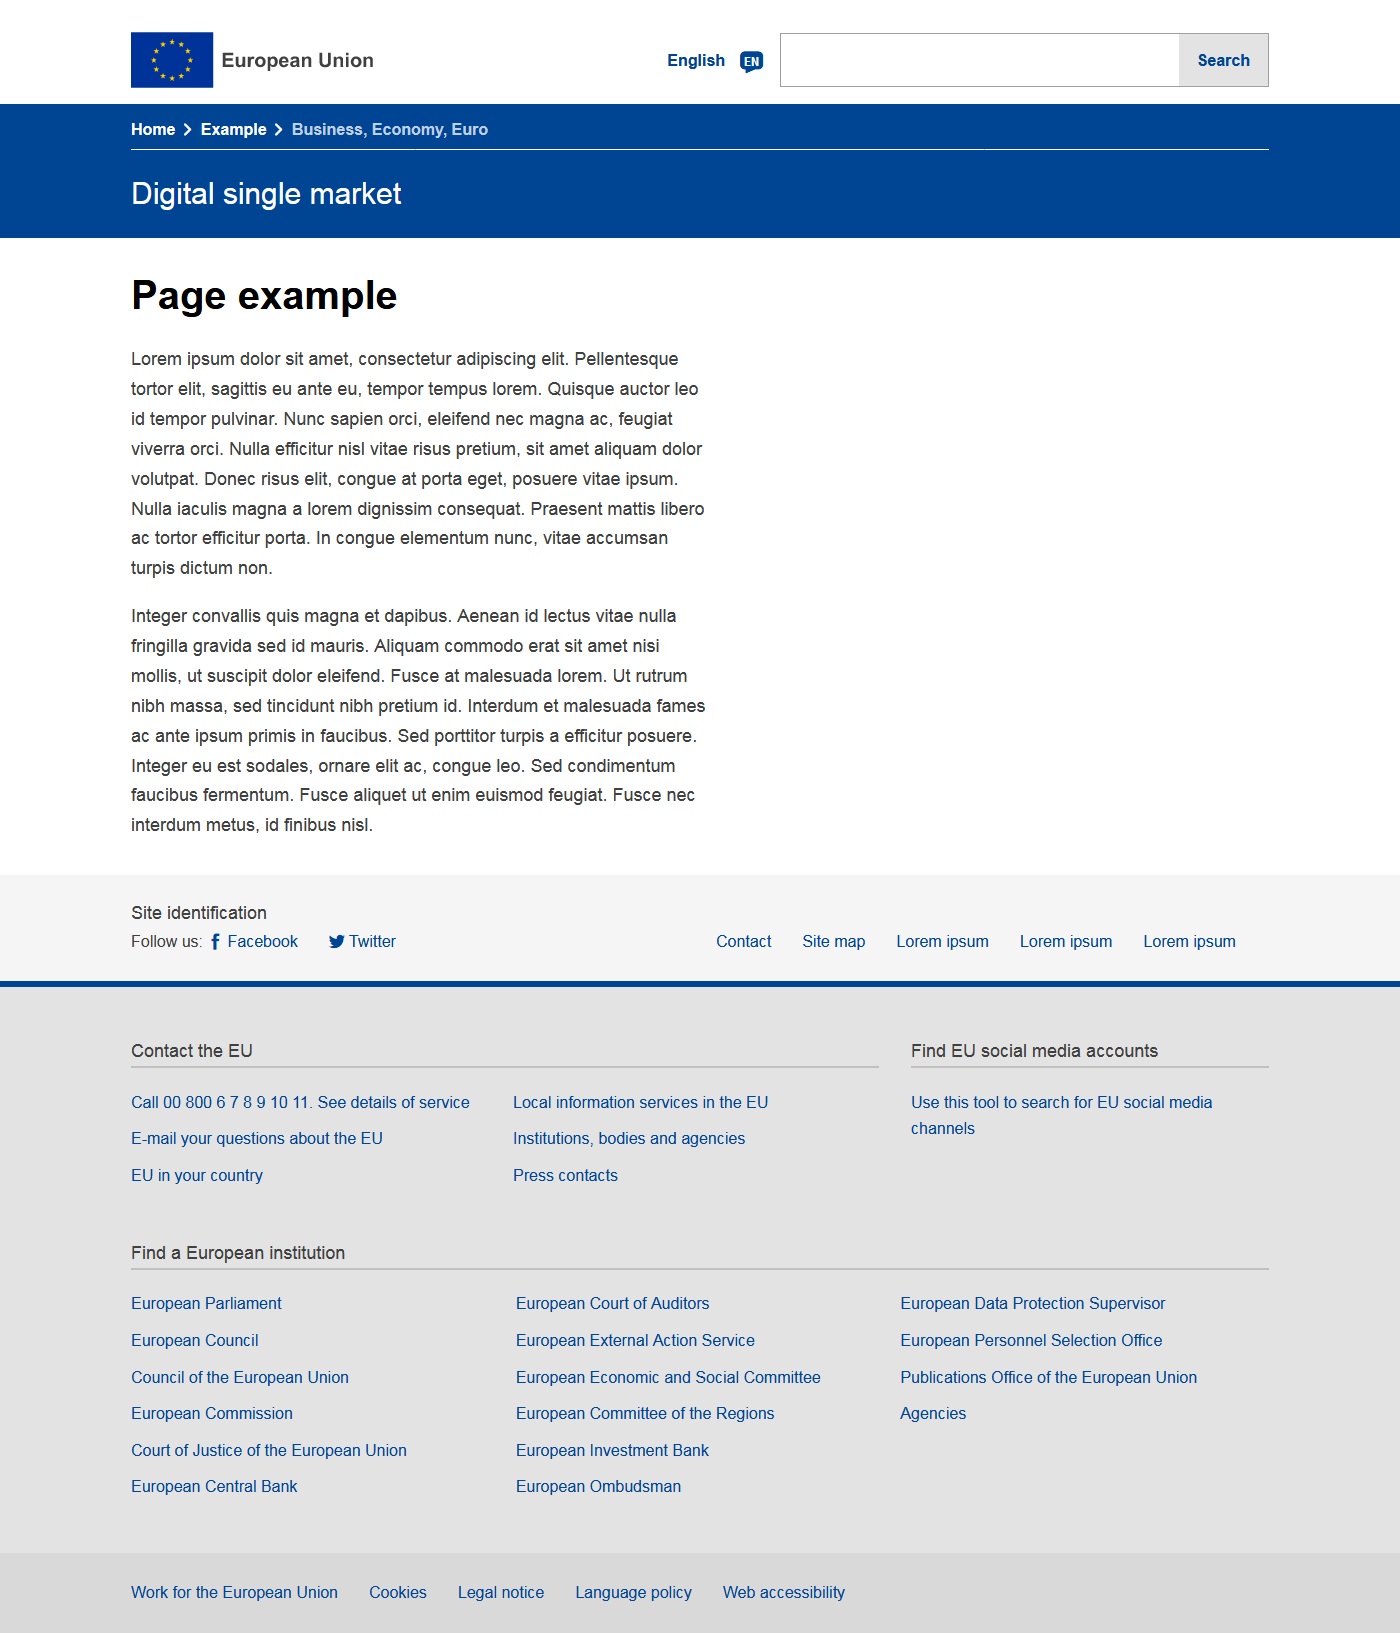 European Union
English EN Search
Home Example Business, Economy, Euro
Digital single market
Page example
Lorem ipsum dolor sit amet, consectetur adipiscing elit. Pellentesque
tortor elit, sagittis eu ante eu, tempor tempus lorem. Quisque auctor leo
id tempor pulvinar. Nunc sapien orci, eleifend nec magna ac, feugiat
viverra orci. Nulla efficitur nisl vitae risus pretium, sit amet aliquam dolor
volutpat. Donec risus elit, congue at porta eget, posuere vitae ipsum.
Nulla iaculis magna a lorem dignissim consequat. Praesent mattis libero
ac tortor efficitur porta. In congue elementum nunc, vitae accumsan
turpis dictum non.
Integer convallis quis magna et dapibus. Aenean id lectus vitae nulla
fringilla gravida sed id mauris. Aliquam commodo erat sit amet nisi
mollis, ut suscipit dolor eleifend. Fusce at malesuada lorem. Ut rutrum
nibh massa, sed tincidunt nibh pretium id. Interdum et malesuada fames
ac ante ipsum primis in faucibus. Sed porttitor turpis a efficitur posuere.
Integer eu est sodales, ornare elit ac, congue leo. Sed condimentum
faucibus fermentum. Fusce aliquet ut enim euismod feugiat. Fusce nec
interdum metus, id finibus nisl.
Site identification
Follow us: Facebook Twitter
Contact Site map Lorem ipsum Lorem ipsum Lorem ipsum
Contact the EU
Call 00 800 6 7 8 9 10 11. See details of service
E-mail your questions about the EU
EU in your country
Local information services in the EU
Institutions, bodies and agencies
Press contacts
Find EU social media accounts
Use this tool to search for EU social media
channels
Find a European institution
European Parliament
European Council
Council of the European Union
European Commission
Court of Justice of the European Union
European Central Bank
European Court of Auditors
European External Action Service
European Economic and Social Committee
European Committee of the Regions
European Investment Bank
European Ombudsman
European Data Protection Supervisor
European Personnel Selection Office
Publications Office of the European Union
Agencies
Work for the European Union Cookies Legal notice Language policy Web accessibility